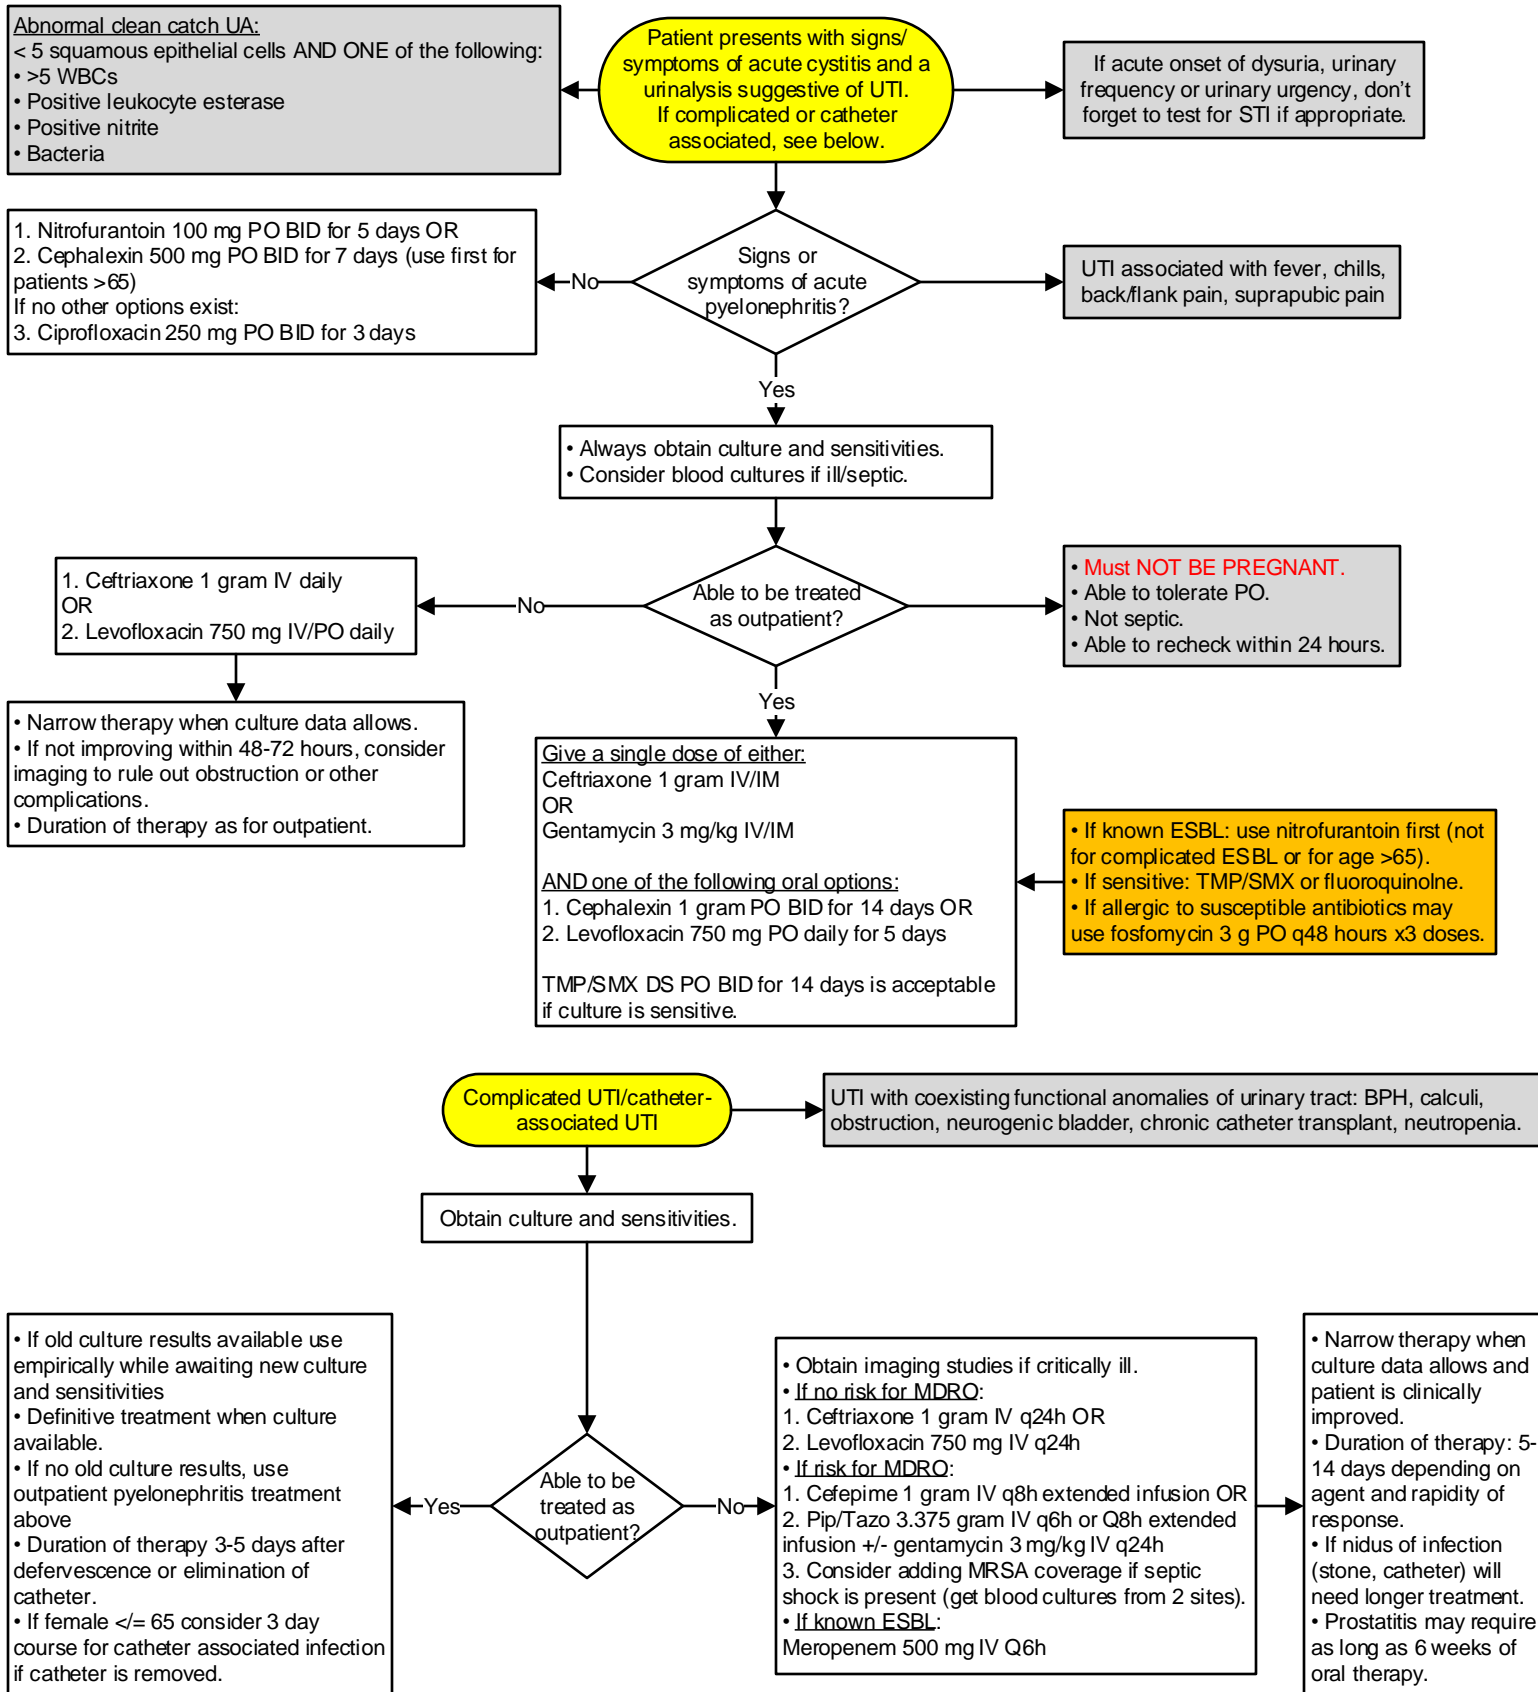 Abnormal clean catch UA:
< 5 squamous epithelial cells AND ONE of the following:
• >5 WBCs
• Positive leukocyte esterase
• Positive nitrite
• Bacteria
Patient presents with signs/
symptoms of acute cystitis and a
urinalysis suggestive of UTI.
If complicated or catheter
associated, see below.
If acute onset of dysuria, urinary
frequency or urinary urgency, don't
forget to test for STI if appropriate.
1. Nitrofurantoin 100 mg PO BID for 5 days OR
2. Cephalexin 500 mg PO BID for 7 days (use first for
patients >65)
If no other options exist:
3. Ciprofloxacin 250 mg PO BID for 3 days
No
Signs or
symptoms of acute
pyelonephritis?
UTI associated with fever, chills,
back/flank pain, suprapubic pain
Yes
• Always obtain culture and sensitivities.
• Consider blood cultures if ill/septic.
1. Ceftriaxone 1 gram IV daily
OR
2. Levofloxacin 750 mg IV/PO daily
No
Able to be treated
as outpatient?
• Must NOT BE PREGNANT.
• Able to tolerate PO.
• Not septic.
• Able to recheck within 24 hours.
Yes
• Narrow therapy when culture data allows.
• If not improving within 48-72 hours, consider
imaging to rule out obstruction or other
complications.
• Duration of therapy as for outpatient.
Give a single dose of either:
Ceftriaxone 1 gram IV/IM
OR
Gentamycin 3 mg/kg IV/IM
AND one of the following oral options:
1. Cephalexin 1 gram PO BID for 14 days OR
2. Levofloxacin 750 mg PO daily for 5 days
TMP/SMX DS PO BID for 14 days is acceptable
if culture is sensitive.
• If known ESBL: use nitrofurantoin first (not
for complicated ESBL or for age >65).
• If sensitive: TMP/SMX or fluoroquinolne.
• If allergic to susceptible antibiotics may
use fosfomycin 3 g PO q48 hours x3 doses.
Complicated UTI/catheter-
associated UTI
UTI with coexisting functional anomalies of urinary tract: BPH, calculi,
obstruction, neurogenic bladder, chronic catheter transplant, neutropenia.
Obtain culture and sensitivities.
• If old culture results available use
empirically while awaiting new culture
and sensitivities
• Definitive treatment when culture
available.
• If no old culture results, use
outpatient pyelonephritis treatment
above
• Duration of therapy 3-5 days after
defervescence or elimination of
catheter.
• If female </= 65 consider 3 day
course for catheter associated infection
if catheter is removed.
Yes
Able to be
treated as
outpatient?
No
• Obtain imaging studies if critically ill.
• If no risk for MDRO:
1. Ceftriaxone 1 gram IV q24h OR
2. Levofloxacin 750 mg IV q24h
• If risk for MDRO:
1. Cefepime 1 gram IV q8h extended infusion OR
2. Pip/Tazo 3.375 gram IV q6h or Q8h extended
infusion +/- gentamycin 3 mg/kg IV q24h
3. Consider adding MRSA coverage if septic
shock is present (get blood cultures from 2 sites).
• If known ESBL:
Meropenem 500 mg IV Q6h
• Narrow therapy when
culture data allows and
patient is clinically
improved.
• Duration of therapy: 5-
14 days depending on
agent and rapidity of
response.
• If nidus of infection
(stone, catheter) will
need longer treatment.
• Prostatitis may require
as long as 6 weeks of
oral therapy.